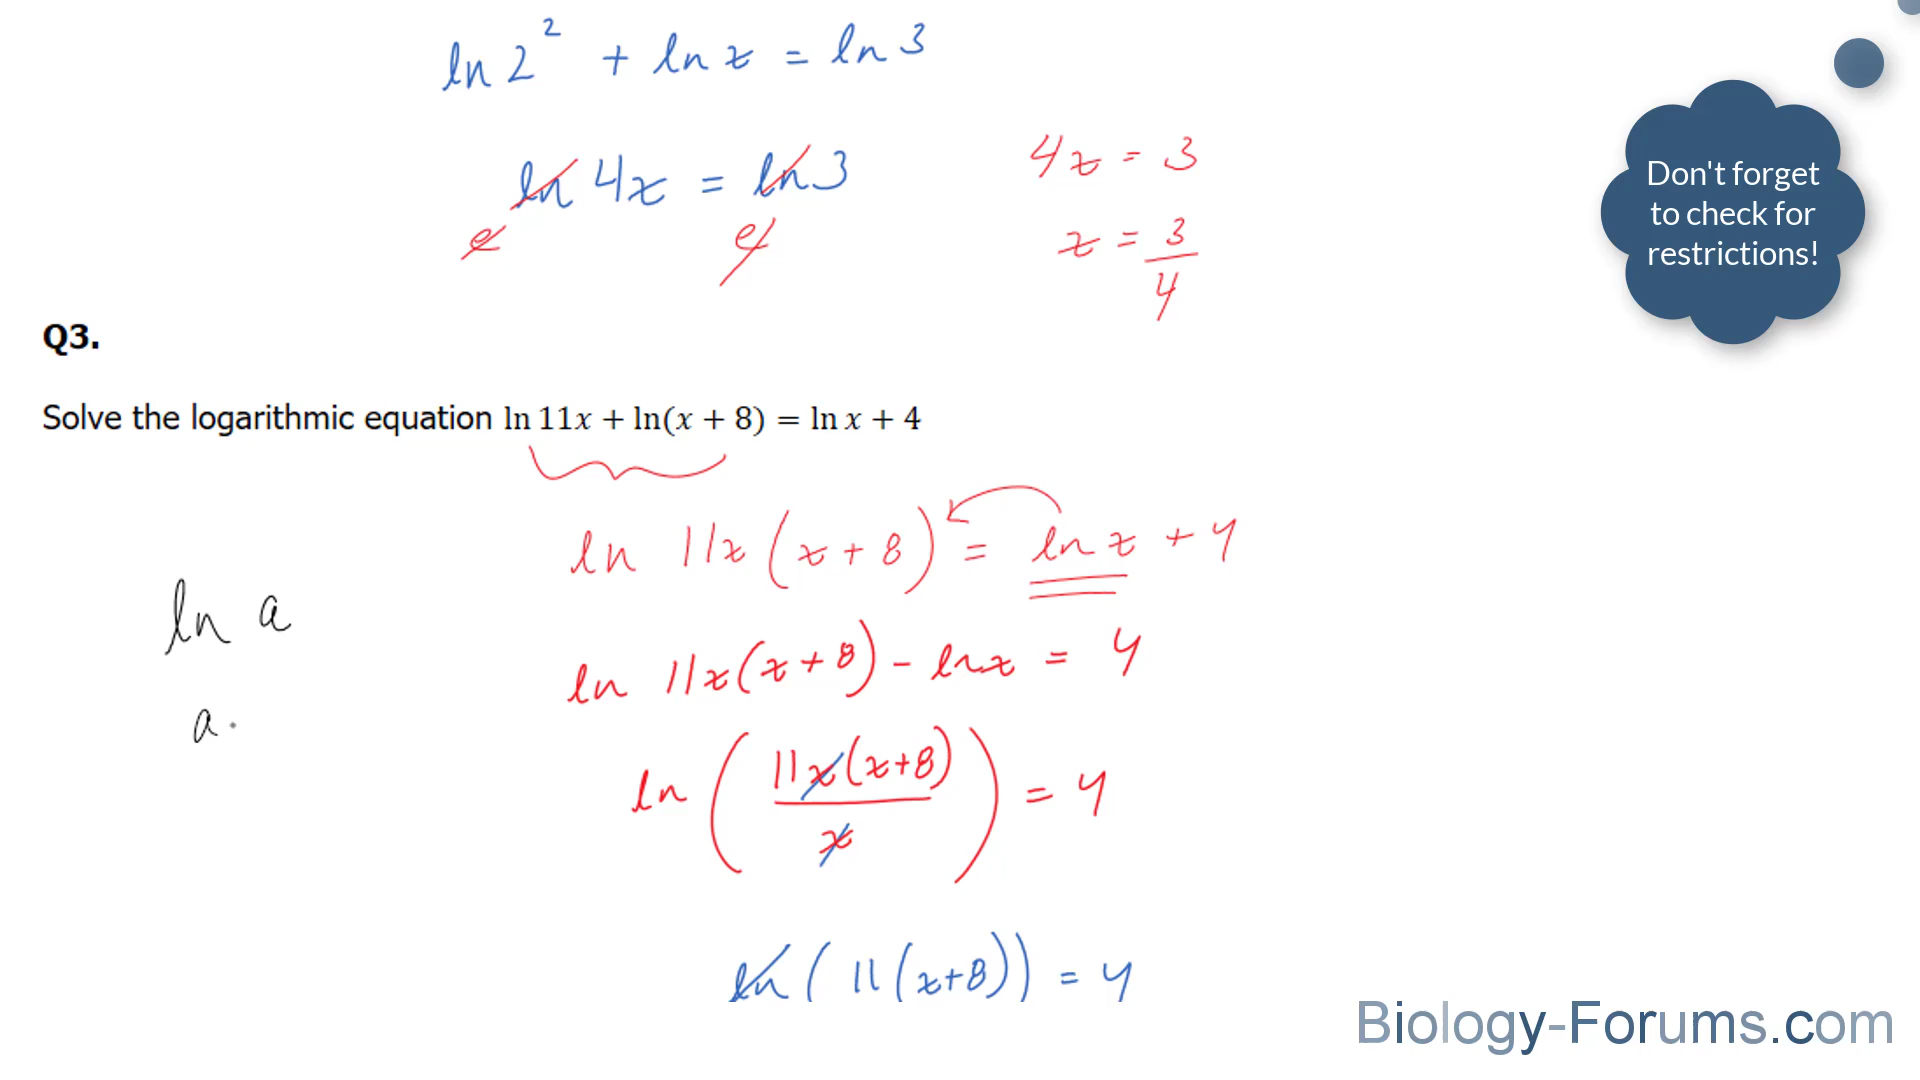 ln 2² + ln x = ln 3
ln 4x = ln 3
e e
4x = 3
x = 3/4
Don't forget
to check for
restrictions!
Q3.
Solve the logarithmic equation ln 11x + ln(x + 8) = ln x + 4
ln 11x (x + 8) = ln x + 4
ln a
ln 11x(x + 8) - ln x = 4
a.
ln ( 11x(x+8) / x ) = 4
ln ( 11 (x+8)) = 4
Biology-Forums.com